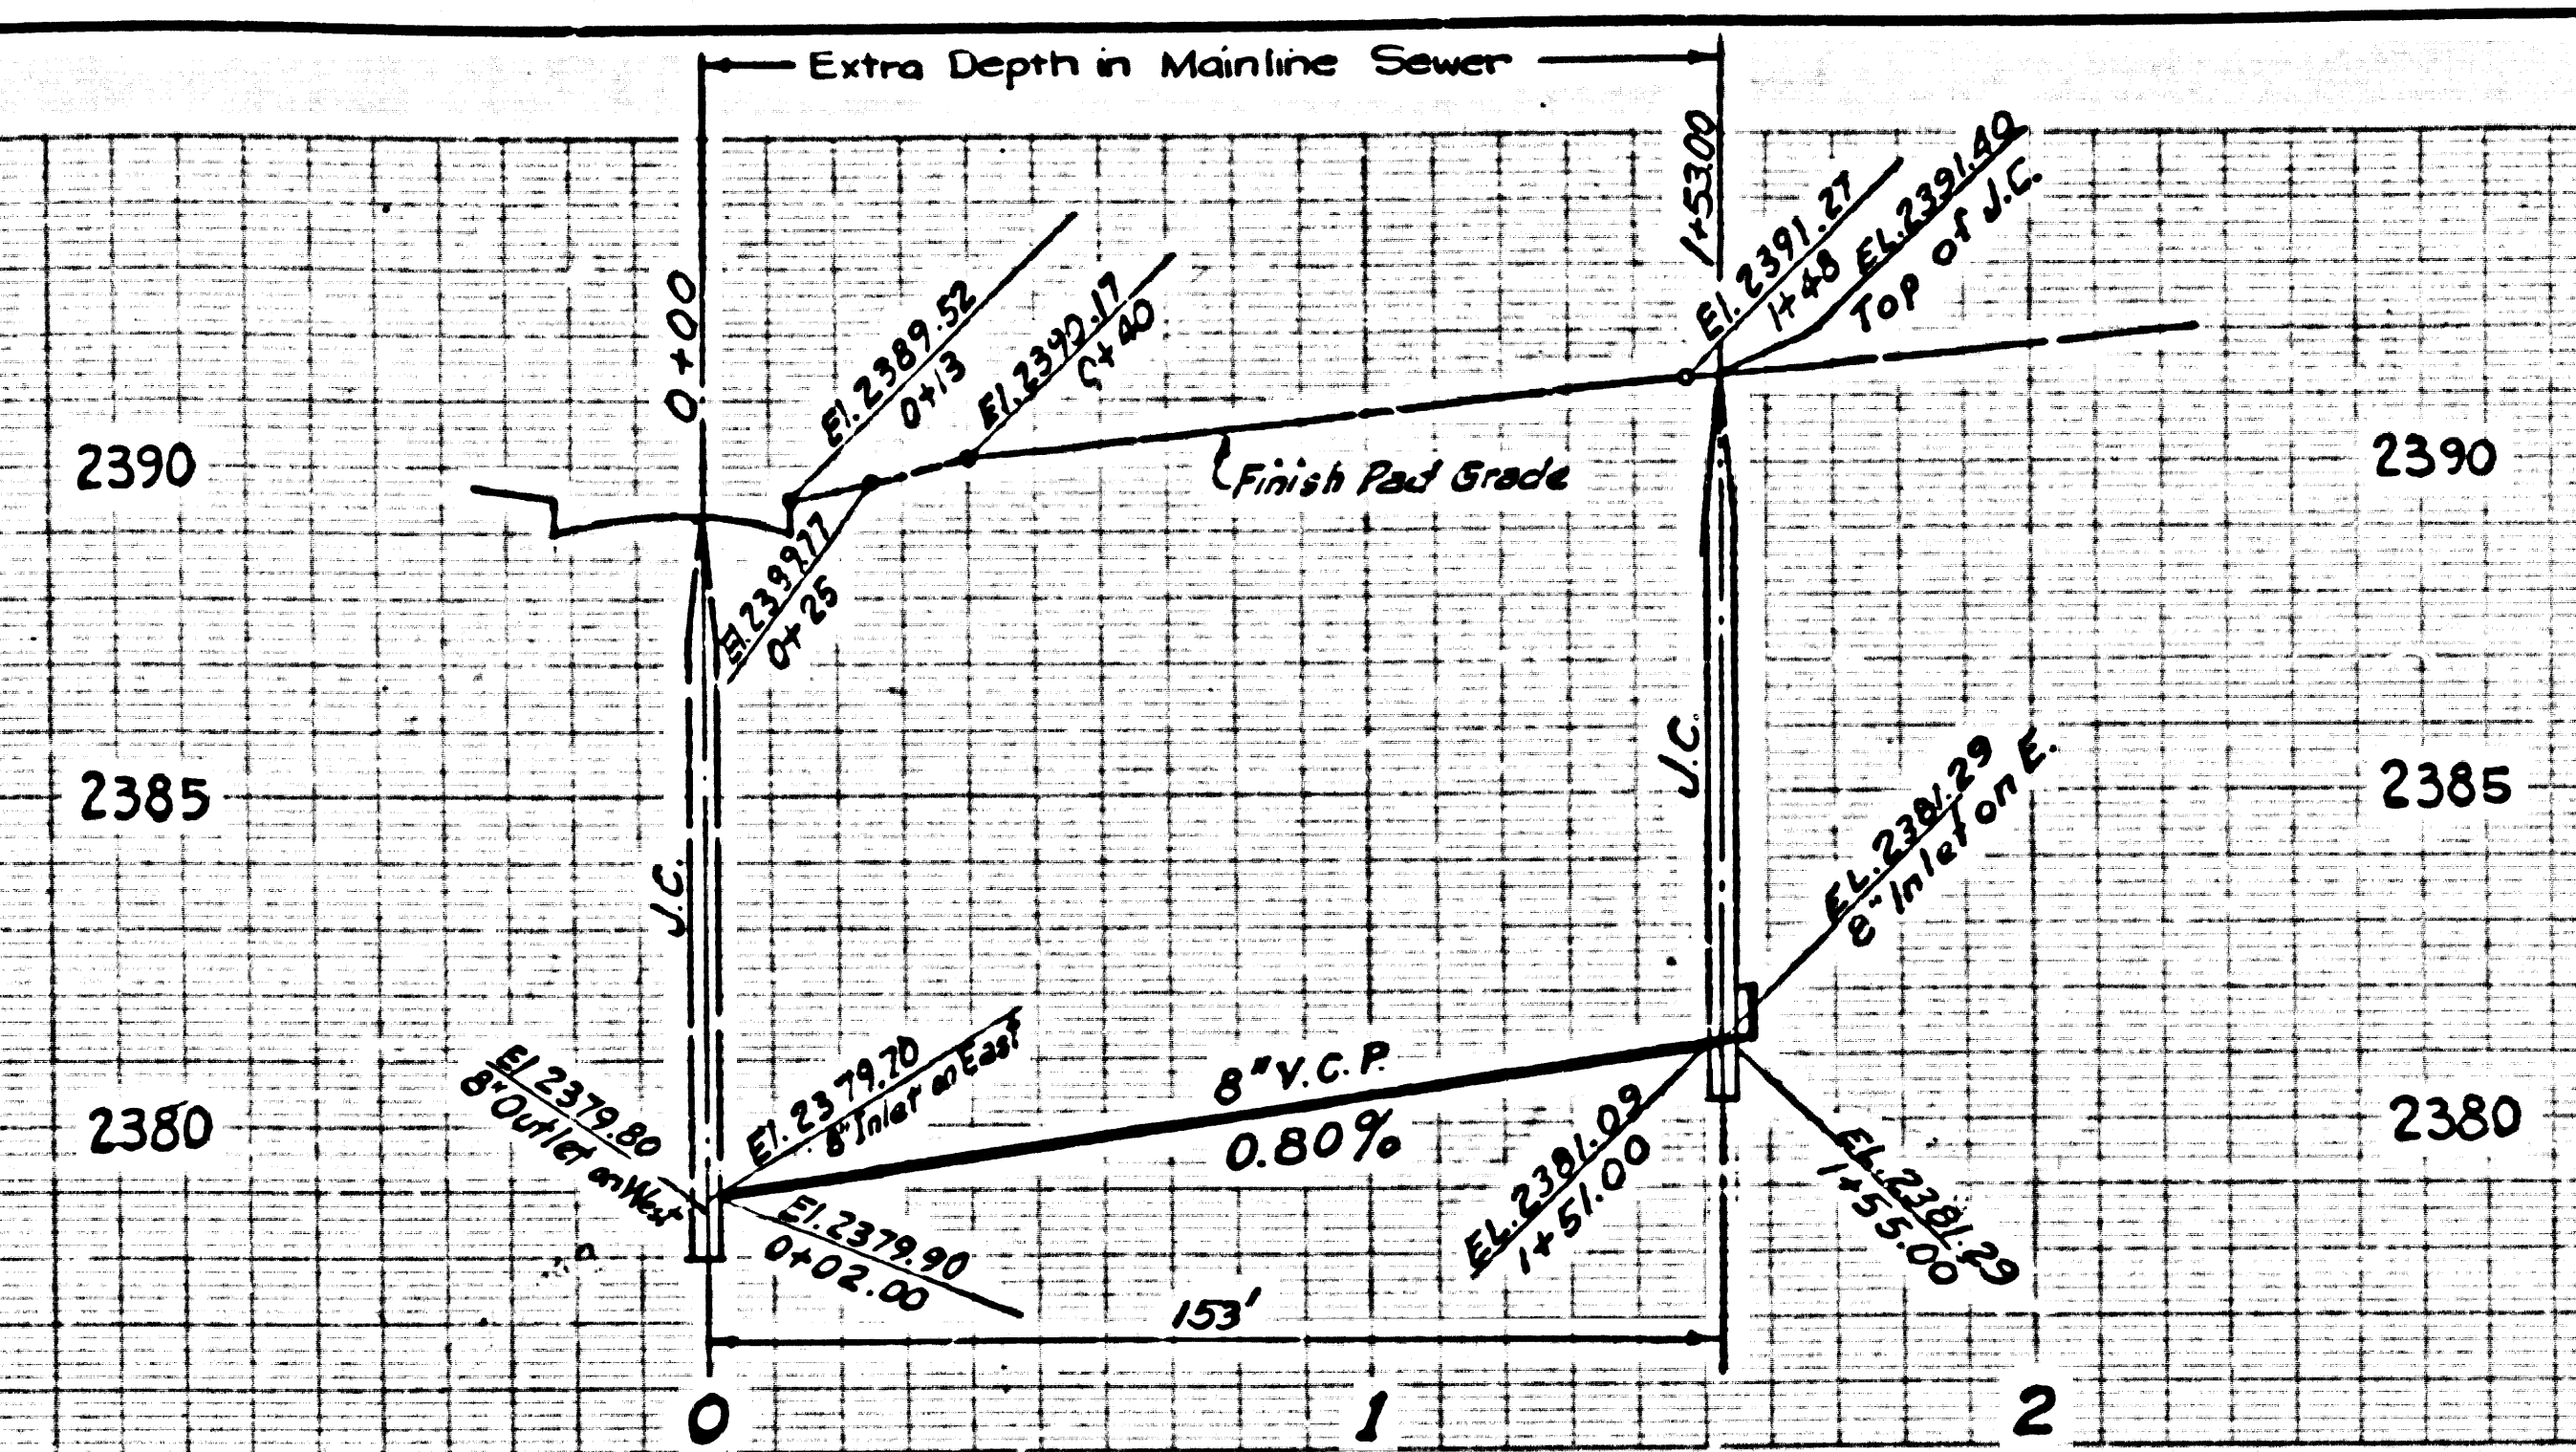 Extra Depth in Mainline Sewer
0+00
1+53.00
El. 2389.52
0+13
El. 2390.17
0+40
El. 2391.27
1+48
EL. 2391.40
Top of J.C.
2390
2390
Finish Pad Grade
El. 2399.77
0+25
2385
2385
J.C.
J.C.
EL. 2381.29
8" Inlet on E.
2380
2380
El. 2379.80
8" Outlet on West
El. 2379.70
8" Inlet on East
8" V.C.P.
0.80%
El. 2379.90
0+02.00
EL. 2381.09
1+51.00
EL. 2381.29
1+55.00
153'
0
1
2